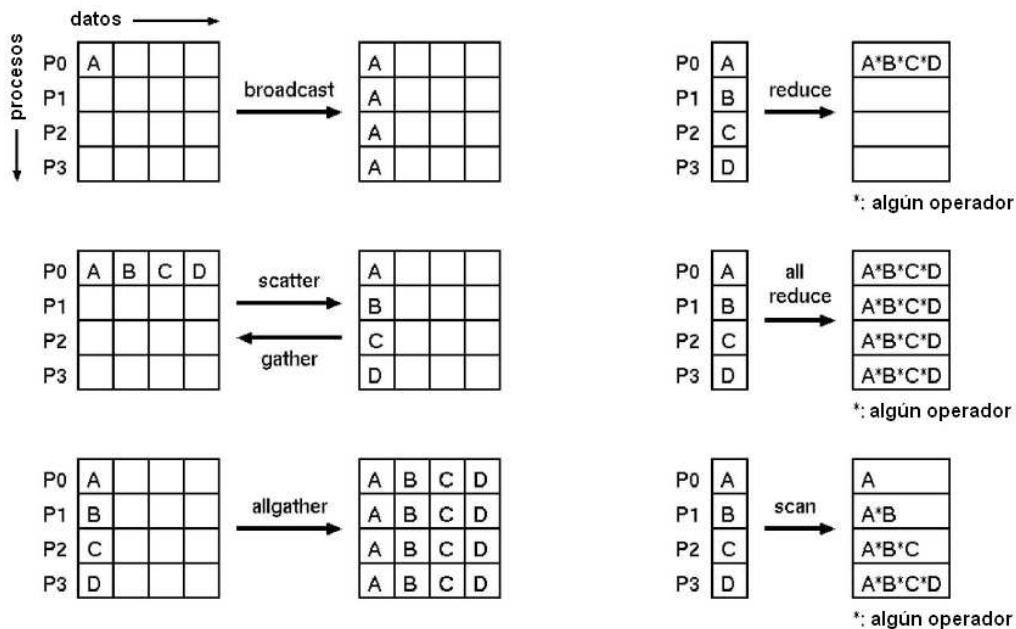 datos
procesos
P0 A
P1
P2
P3
broadcast
A
A
A
A
P0 A
P1 B
P2 C
P3 D
reduce
A*B*C*D
*: algún operador
P0 A B C D
P1
P2
P3
scatter
gather
A
B
C
D
P0 A
P1 B
P2 C
P3 D
all
reduce
A*B*C*D
A*B*C*D
A*B*C*D
A*B*C*D
*: algún operador
P0 A
P1 B
P2 C
P3 D
allgather
A B C D
A B C D
A B C D
A B C D
P0 A
P1 B
P2 C
P3 D
scan
A
A*B
A*B*C
A*B*C*D
*: algún operador